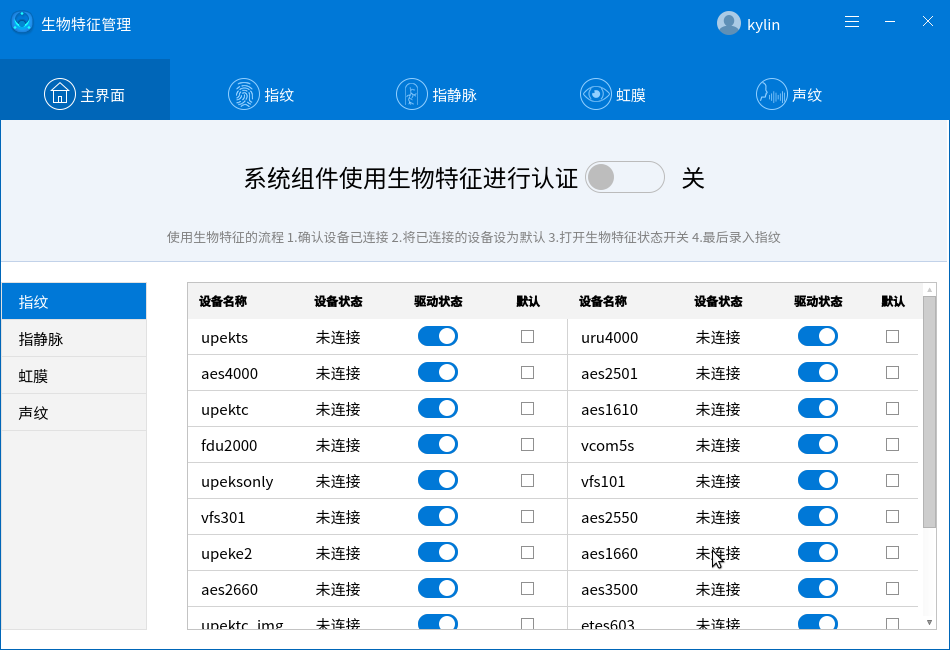 生物特征管理
kylin
主界面 指纹 指静脉 虹膜 声纹
系统组件使用生物特征进行认证 关
使用生物特征的流程 1.确认设备已连接 2.将已连接的设备设为默认 3.打开生物特征状态开关 4.最后录入指纹
指纹
指静脉
虹膜
声纹
设备名称 设备状态 驱动状态 默认 设备名称 设备状态 驱动状态 默认
upekts 未连接 uru4000 未连接
aes4000 未连接 aes2501 未连接
upektc 未连接 aes1610 未连接
fdu2000 未连接 vcom5s 未连接
upeksonly 未连接 vfs101 未连接
vfs301 未连接 aes2550 未连接
upeke2 未连接 aes1660 未连接
aes2660 未连接 aes3500 未连接
upektc_img 未连接 etes603 未连接